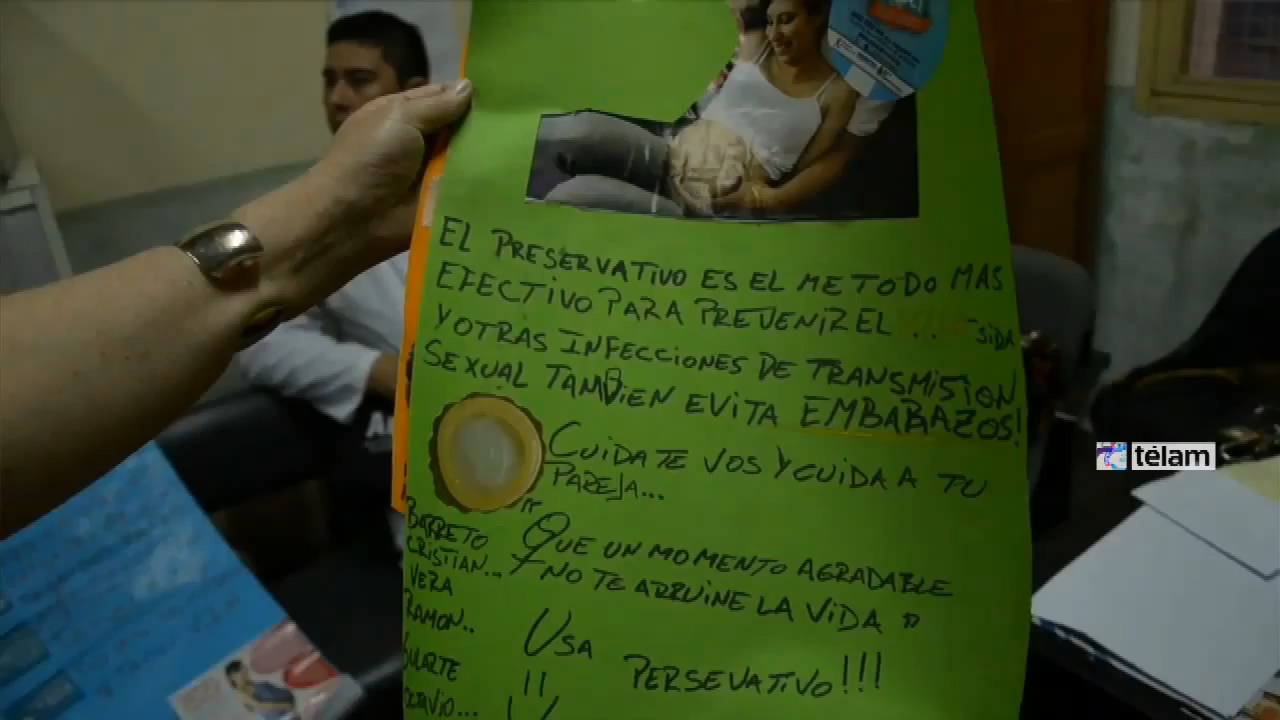 EL PRESERVATIVO ES EL METODO MAS
EFECTIVO PARA PREVENIR EL SIDA
Y OTRAS INFECCIONES DE TRANSMISION
SEXUAL TAMBIEN EVITA EMBARAZOS!
CUIDATE VOS Y CUIDA A TU
PAREJA...
"QUE UN MOMENTO AGRADABLE
NO TE ARRUINE LA VIDA"
USA PERSEVATIVO!!!
BARRETO
CRISTIAN...
VERA
RAMON..
télam